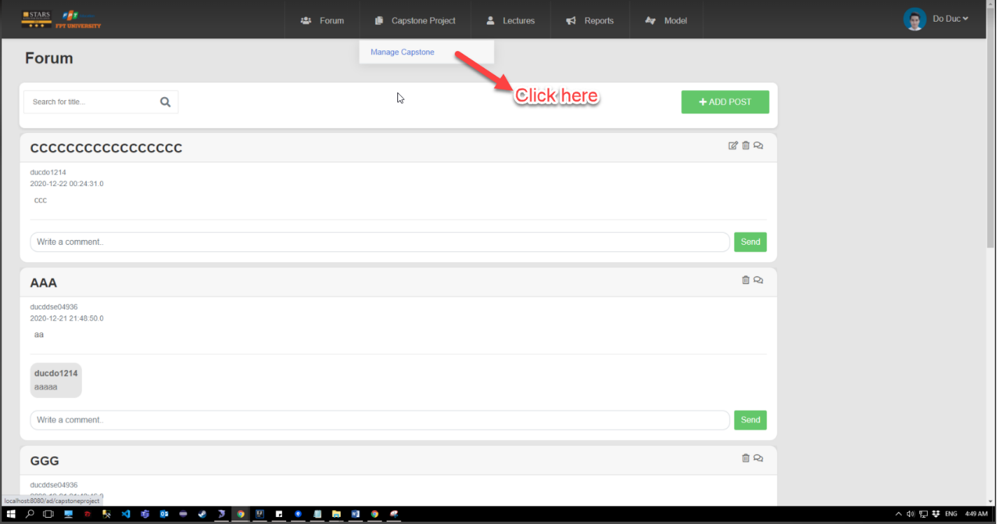 STARS
FPT UNIVERSITY
Forum
Capstone Project
Lectures
Reports
Model
Do Duc
Manage Capstone
Forum
Click here
Search for title...
ADD POST
CCCCCCCCCCCCCCCCC
ducdo1214
2020-12-22 00:24:31.0
ccc
Write a comment..
Send
AAA
ducddse04936
2020-12-21 21:48:50.0
aa
ducdo1214
aaaaa
Write a comment..
Send
GGG
ducddse04936
localhost:8080/ad/capstoneproject
ENG
4:49 AM